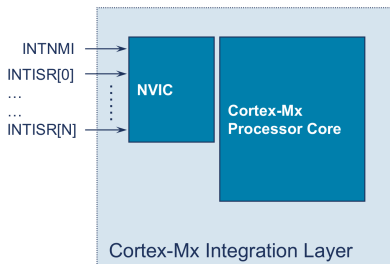 INTNMI
INTISR[0]
...
...
INTISR[N]
NVIC
Cortex-Mx
Processor Core
Cortex-Mx Integration Layer